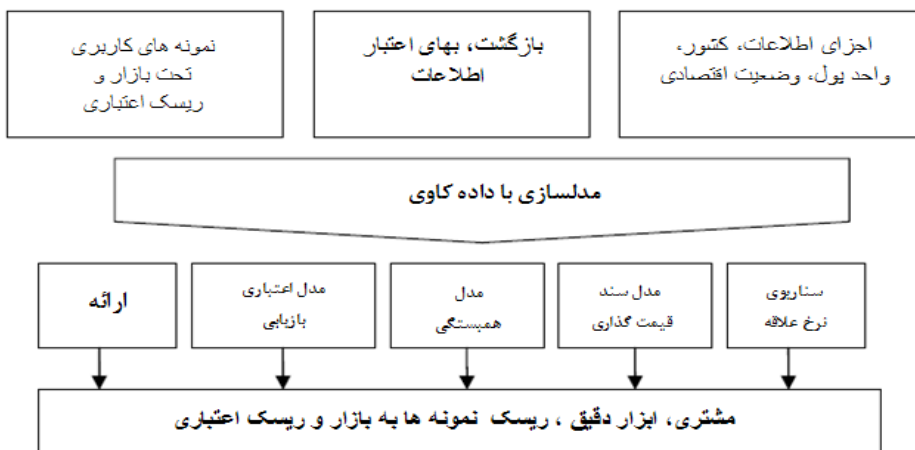 اجزای اطلاعات، کشور،
واحد پول، وضعیت اقتصادی
بازگشت، بهای اعتبار
اطلاعات
نمونه های کاربری
تحت بازار و
ریسک اعتباری
مدلسازی با داده کاوی
سناریوی
نرخ علاقه
مدل سند
قیمت گذاری
مدل
همبستگی
مدل اعتباری
بازیابی
ارائه
مشتری، ابزار دقیق ، ریسک نمونه ها به بازار و ریسک اعتباری